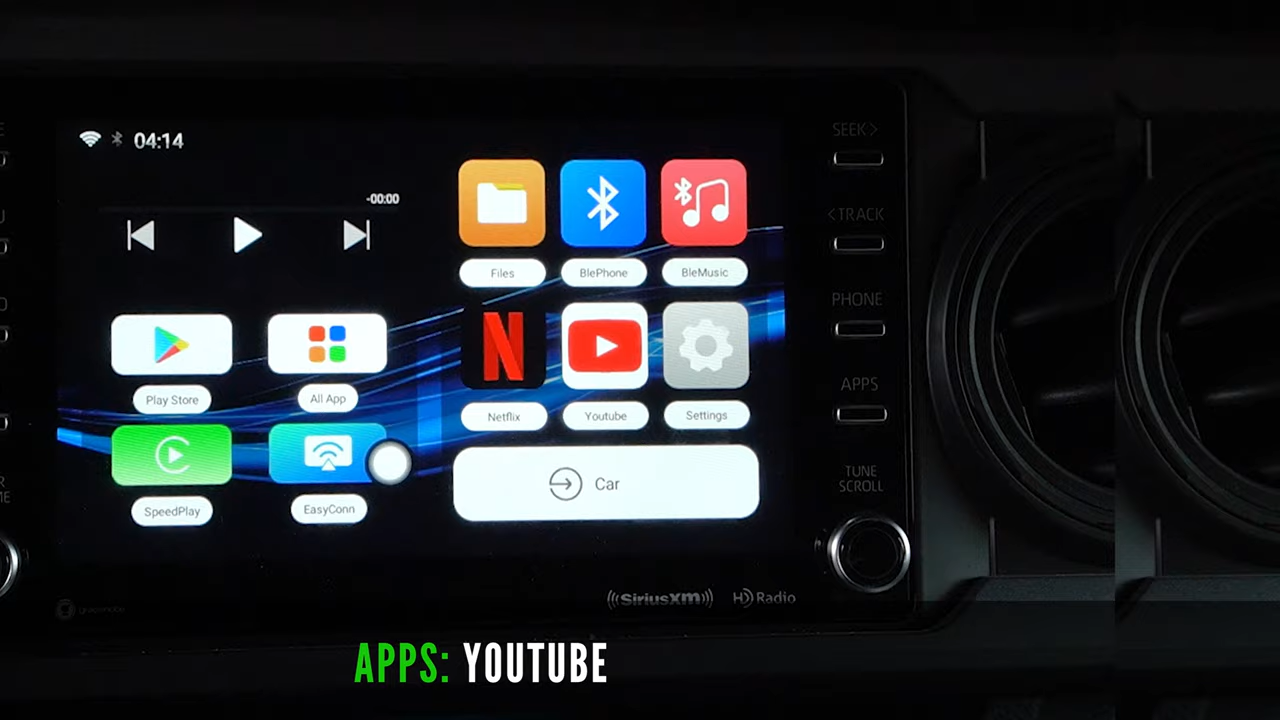 04:14
-00:00
Files
BlePhone
BleMusic
Play Store
All App
Netflix
Youtube
Settings
SpeedPlay
EasyConn
Car
SEEK>
<TRACK
PHONE
APPS
TUNE
SCROLL
((SiriusXM))
HD Radio
gracenote
APPS: YOUTUBE